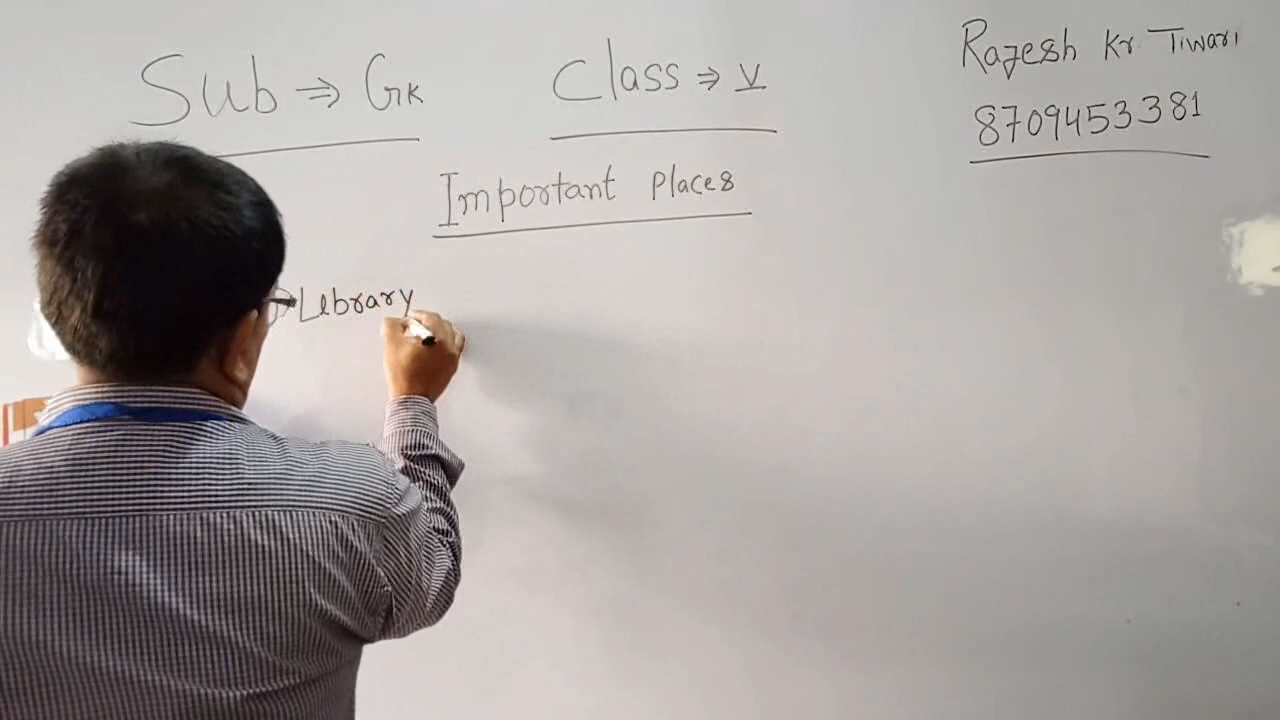 Sub ⇒ GK Class ⇒ V
Rajesh Kr. Tiwari
8709453381
Important Places
Library